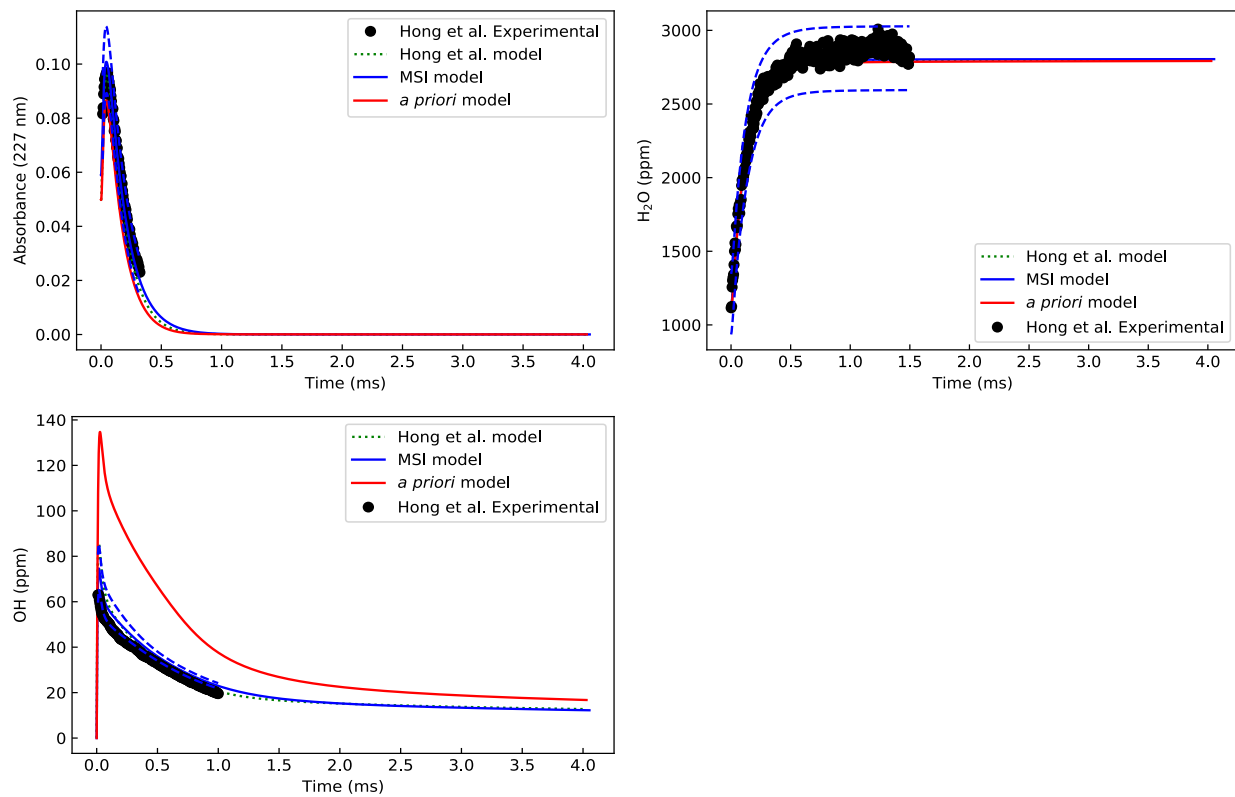 Absorbance (227 nm)
0.10
0.08
0.06
0.04
0.02
0.00
Hong et al. Experimental
Hong et al. model
MSI model
a priori model
0.0 0.5 1.0 1.5 2.0 2.5 3.0 3.5 4.0
Time (ms)
H₂O (ppm)
3000
2500
2000
1500
1000
Hong et al. model
MSI model
a priori model
Hong et al. Experimental
0.0 0.5 1.0 1.5 2.0 2.5 3.0 3.5 4.0
Time (ms)
OH (ppm)
140
120
100
80
60
40
20
0
Hong et al. model
MSI model
a priori model
Hong et al. Experimental
0.0 0.5 1.0 1.5 2.0 2.5 3.0 3.5 4.0
Time (ms)